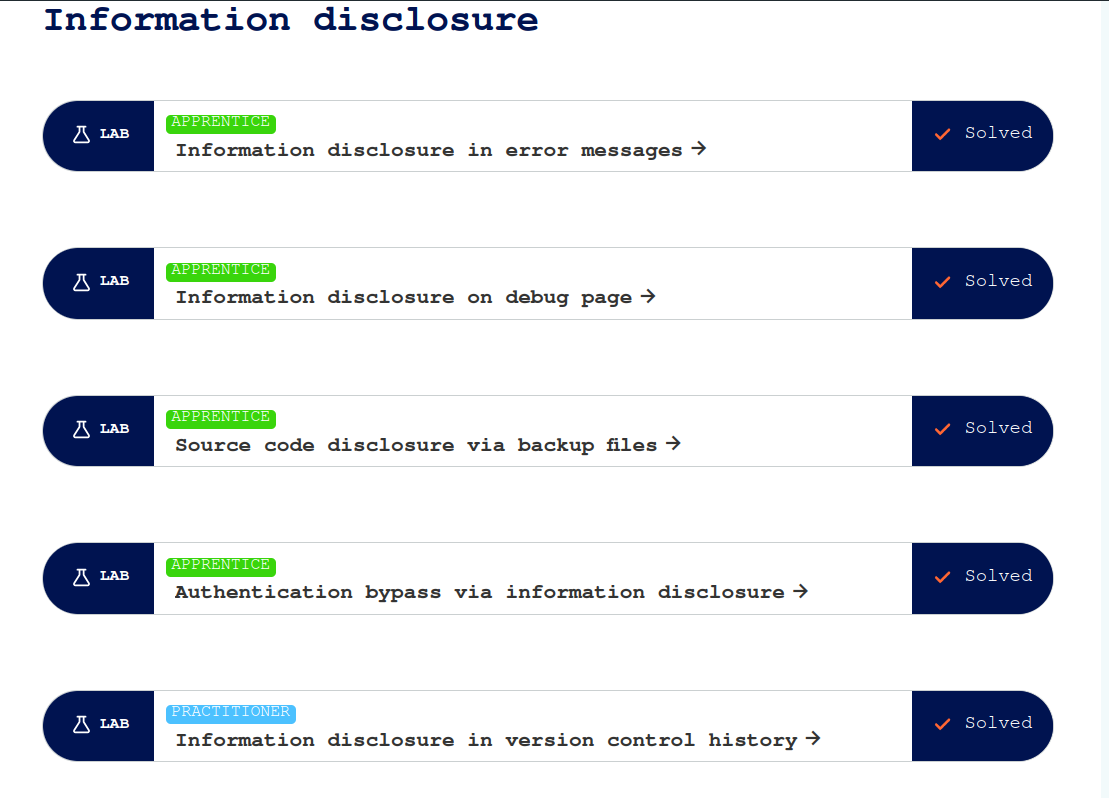 Information disclosure
LAB
APPRENTICE
Information disclosure in error messages →
Solved
LAB
APPRENTICE
Information disclosure on debug page →
Solved
LAB
APPRENTICE
Source code disclosure via backup files →
Solved
LAB
APPRENTICE
Authentication bypass via information disclosure →
Solved
LAB
PRACTITIONER
Information disclosure in version control history →
Solved